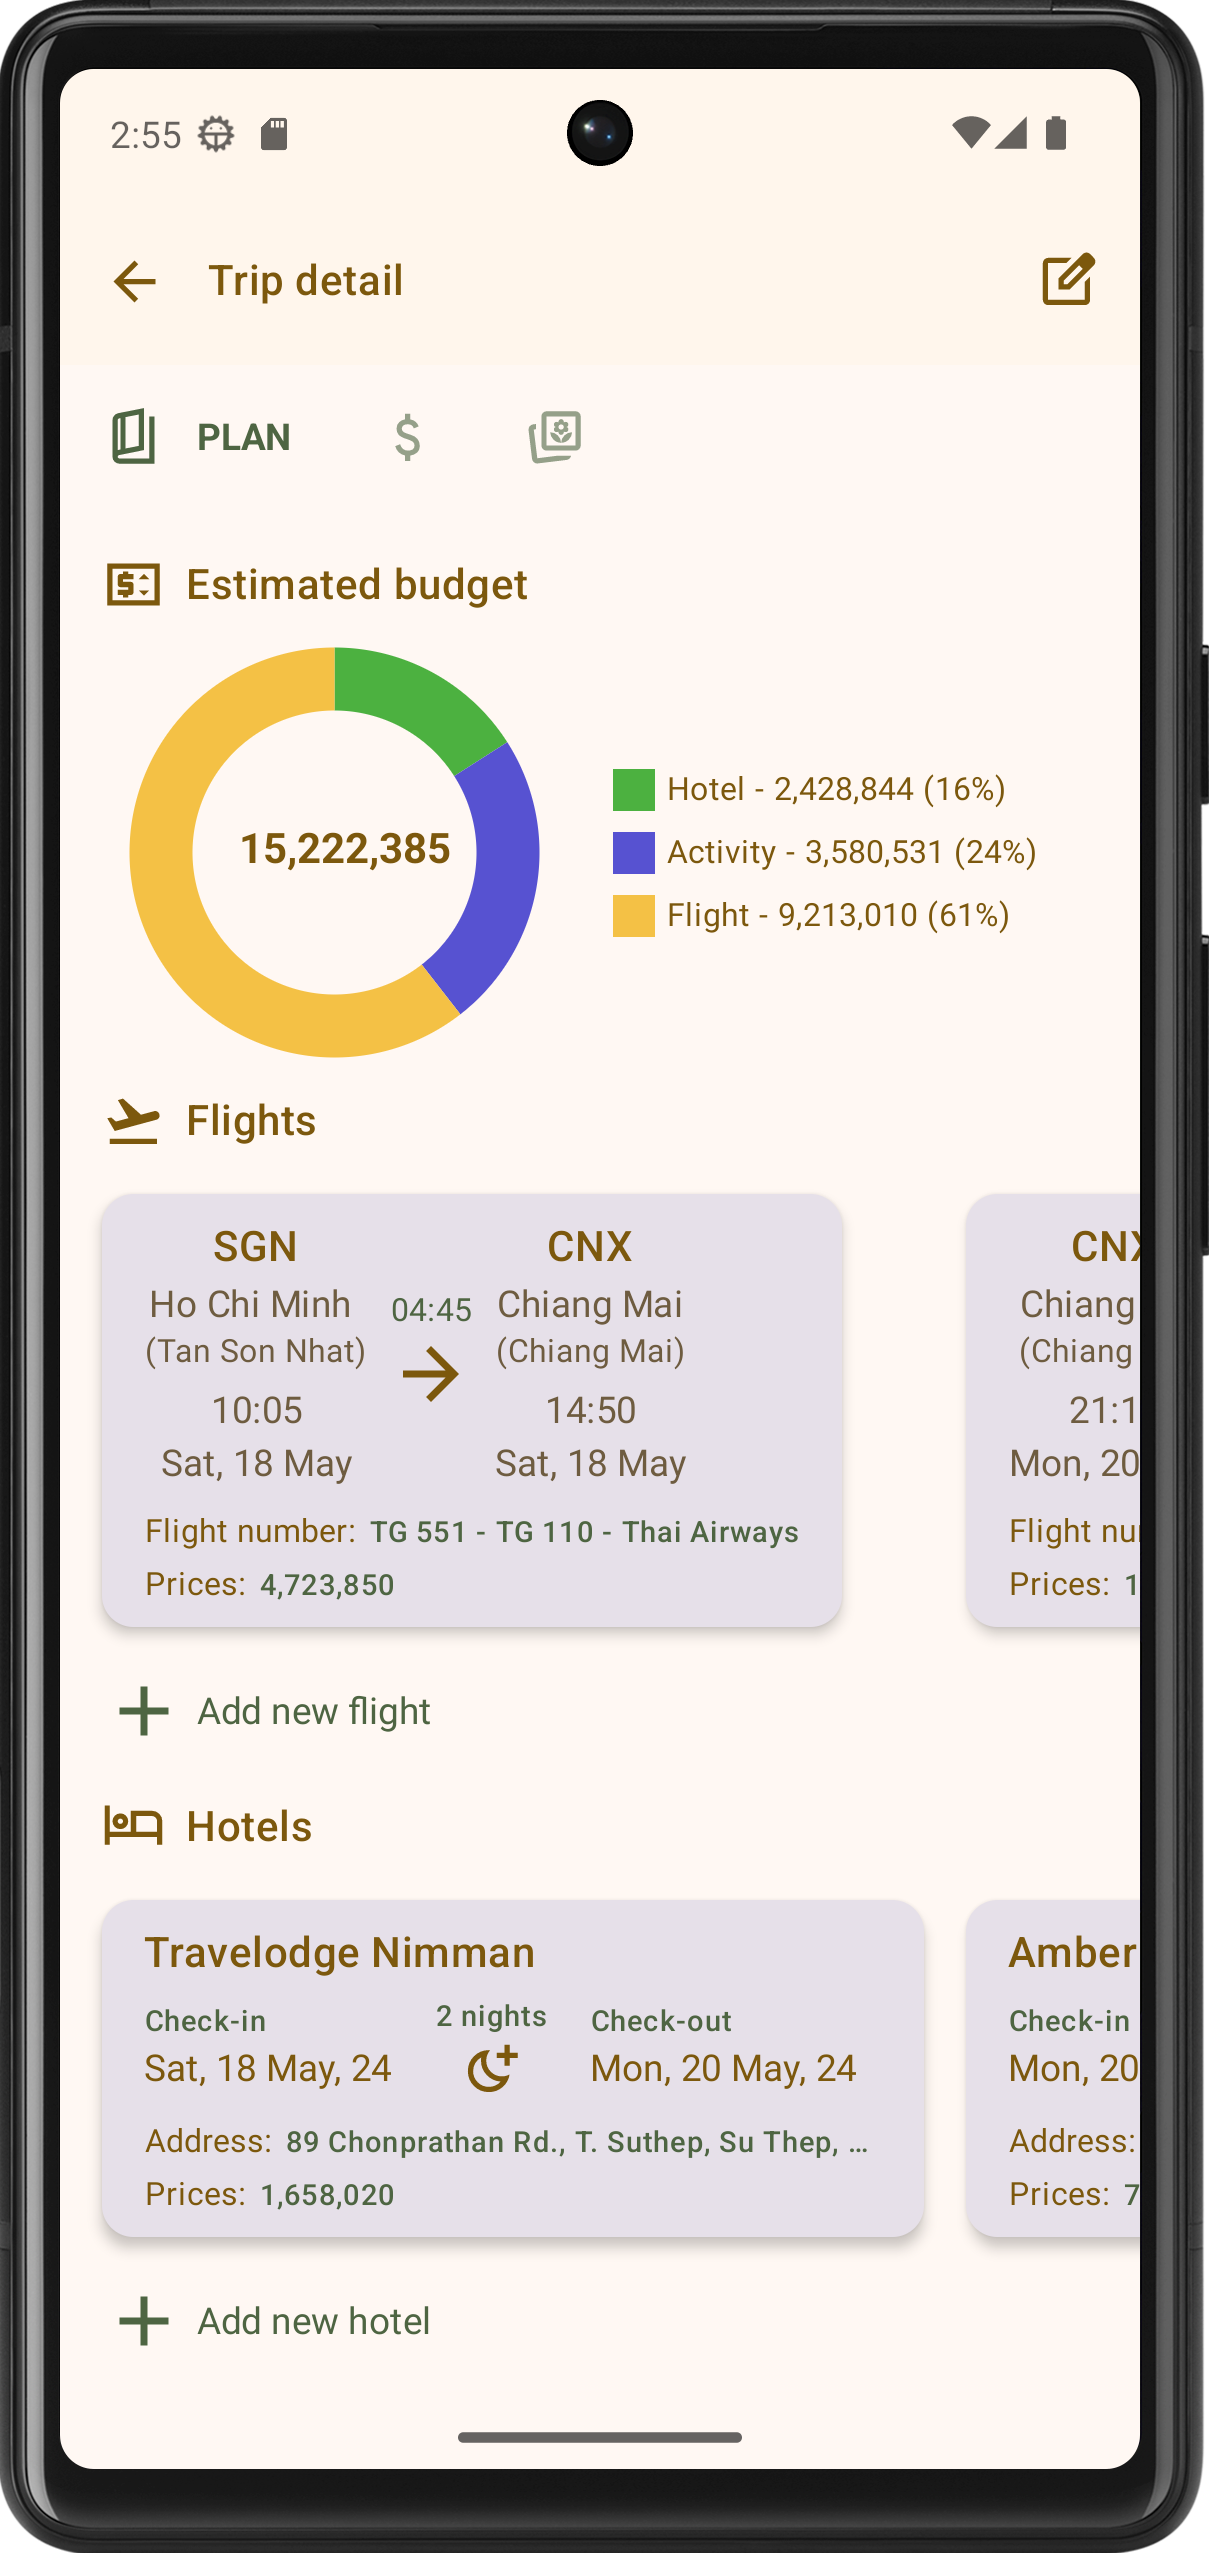 2:55
Trip detail
PLAN
Estimated budget
15,222,385
Hotel - 2,428,844 (16%)
Activity - 3,580,531 (24%)
Flight - 9,213,010 (61%)
Flights
SGN
Ho Chi Minh
(Tan Son Nhat)
10:05
Sat, 18 May
04:45
CNX
Chiang Mai
(Chiang Mai)
14:50
Sat, 18 May
Flight number: TG 551 - TG 110 - Thai Airways
Prices: 4,723,850
CNX
Chiang
(Chiang
21:1
Mon, 20
Flight nu
Prices: 1
Add new flight
Hotels
Travelodge Nimman
Check-in
Sat, 18 May, 24
2 nights
Check-out
Mon, 20 May, 24
Address: 89 Chonprathan Rd., T. Suthep, Su Thep, ...
Prices: 1,658,020
Amber
Check-in
Mon, 20
Address:
Prices: 7
Add new hotel